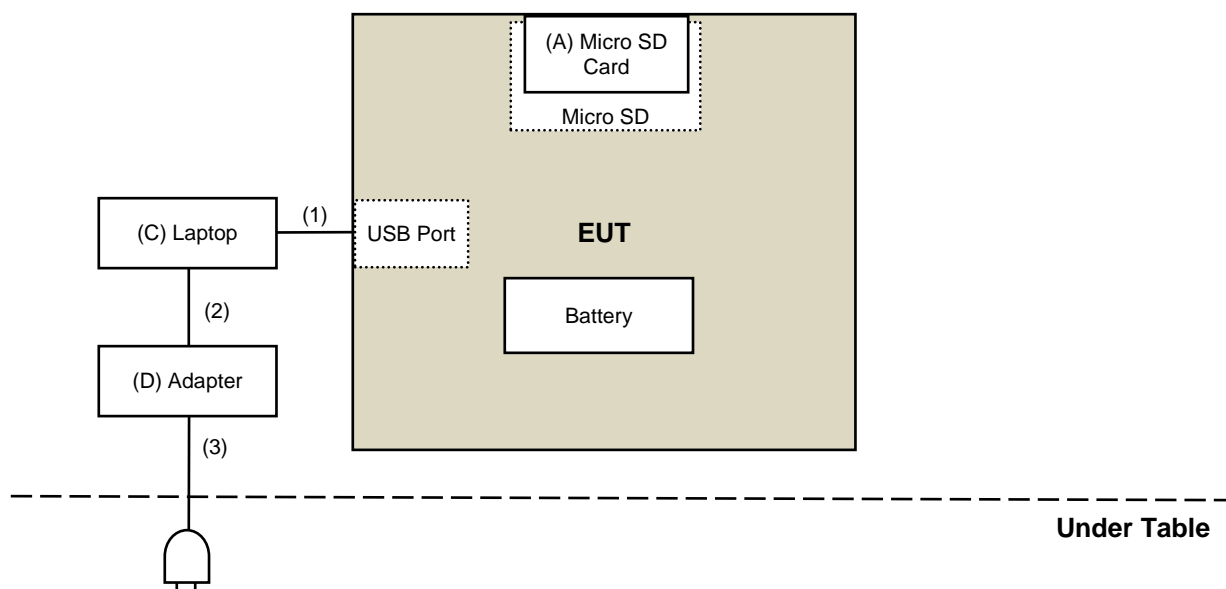 (A) Micro SD
Card
Micro SD
(C) Laptop
(1)
USB Port
EUT
(2)
Battery
(D) Adapter
(3)
Under Table